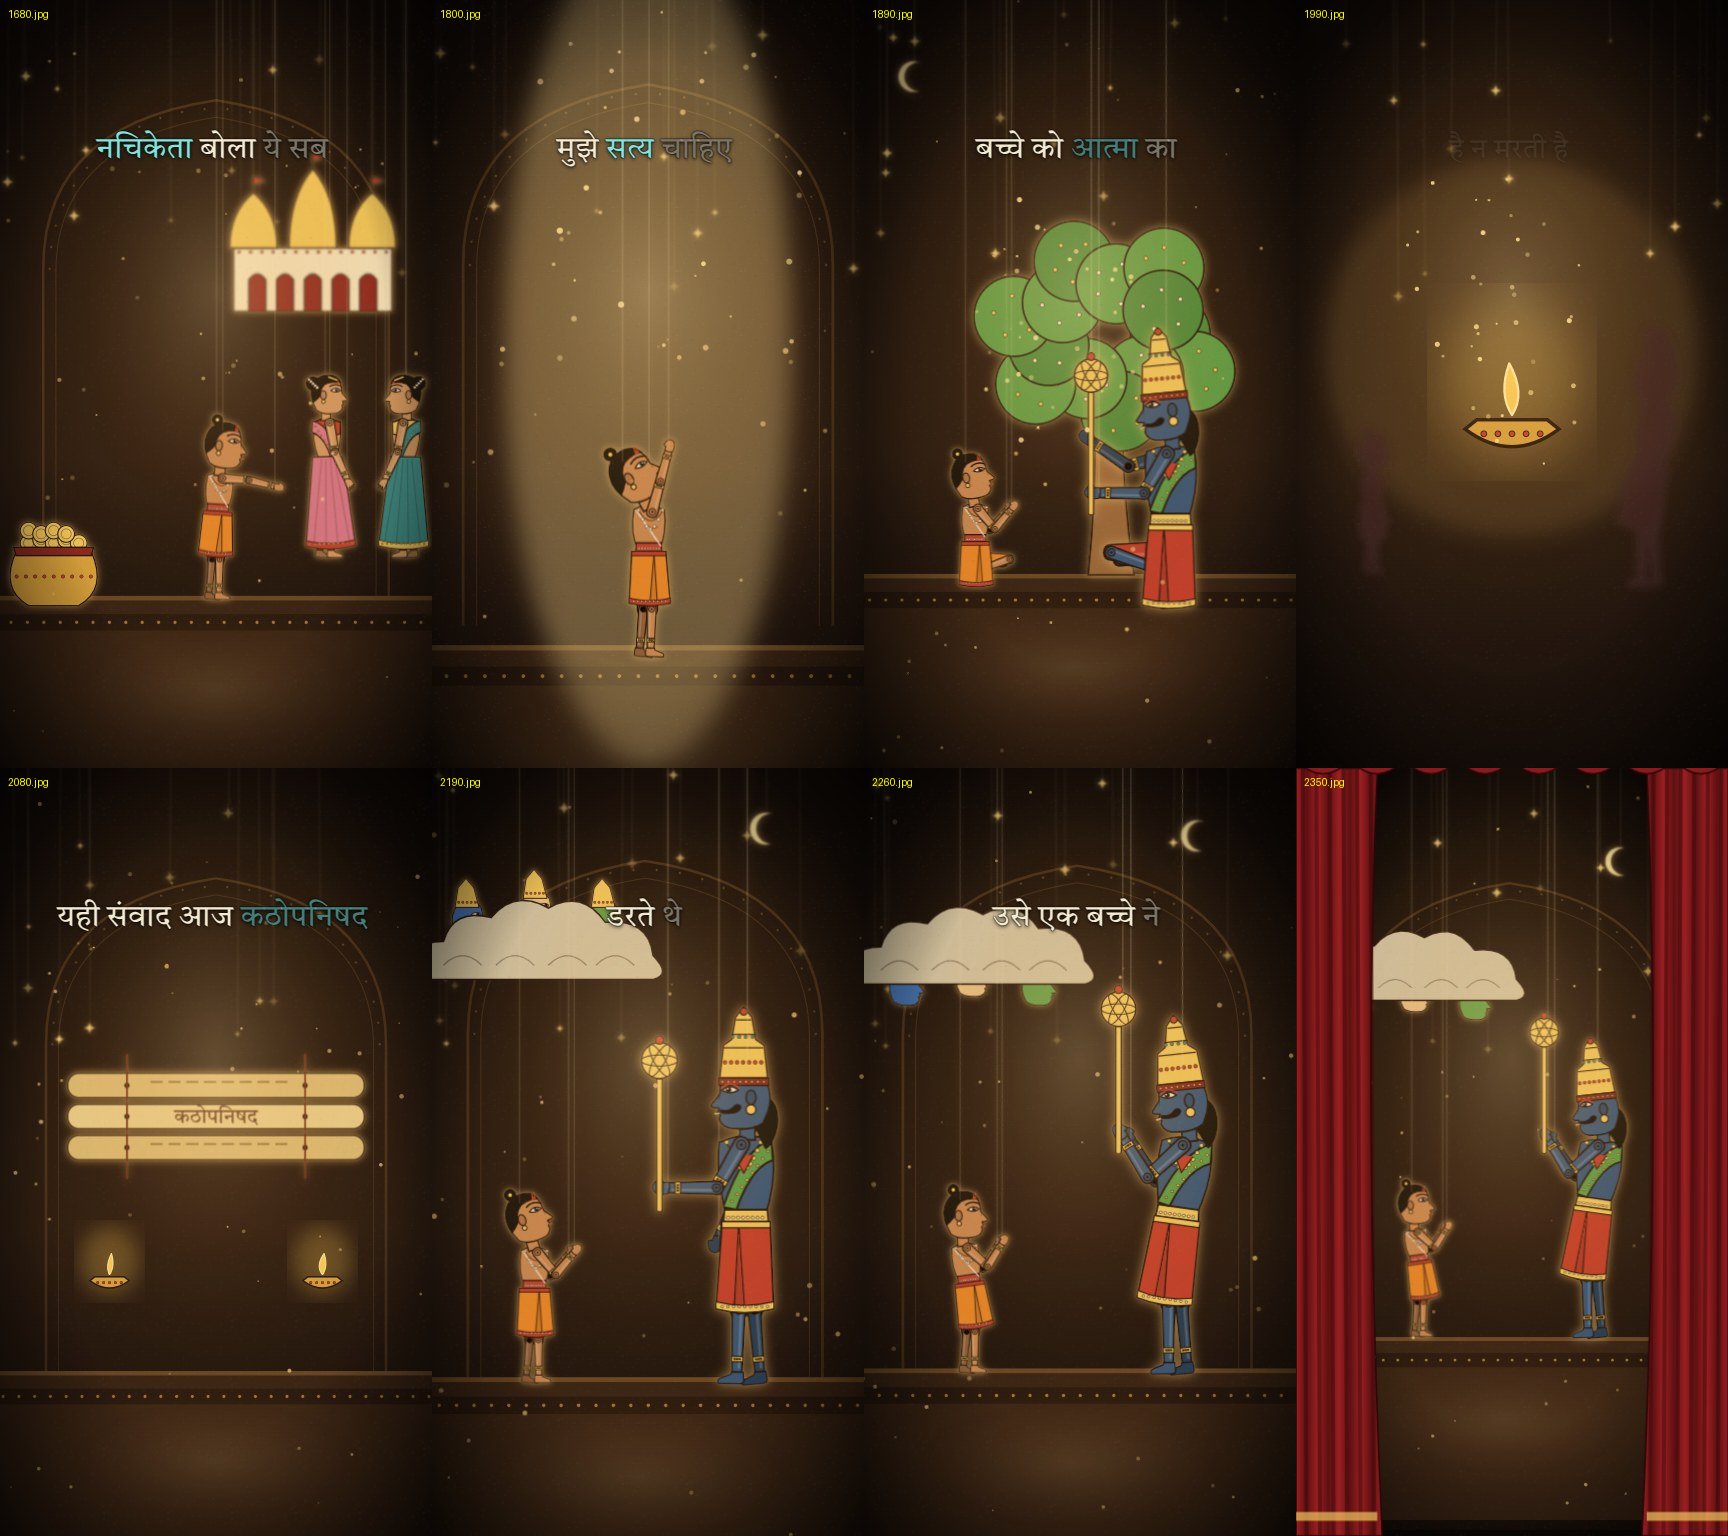 1680.jpg
नचिकेता बोला ये सब
1800.jpg
मुझे सत्य चाहिए
1890.jpg
बच्चे को आत्मा का
1990.jpg
है न मरती है
2080.jpg
यही संवाद आज कठोपनिषद
कठोपनिषद
2190.jpg
डरते थे
2260.jpg
उसे एक बच्चे ने
2350.jpg